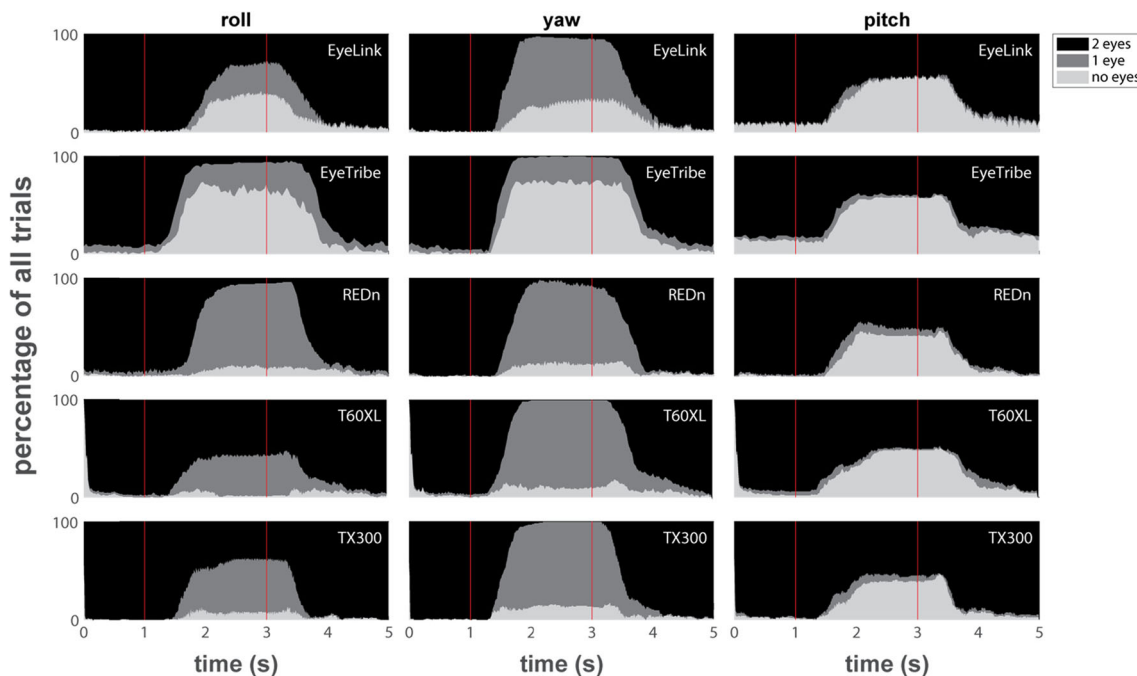 roll yaw pitch
2 eyes
1 eye
no eyes
percentage of all trials
100 EyeLink EyeLink EyeLink
0
100 EyeTribe EyeTribe EyeTribe
0
100 REDn REDn REDn
0
100 T60XL T60XL T60XL
0
100 TX300 TX300 TX300
0
0 1 2 3 4 5 0 1 2 3 4 5 0 1 2 3 4 5
time (s) time (s) time (s)